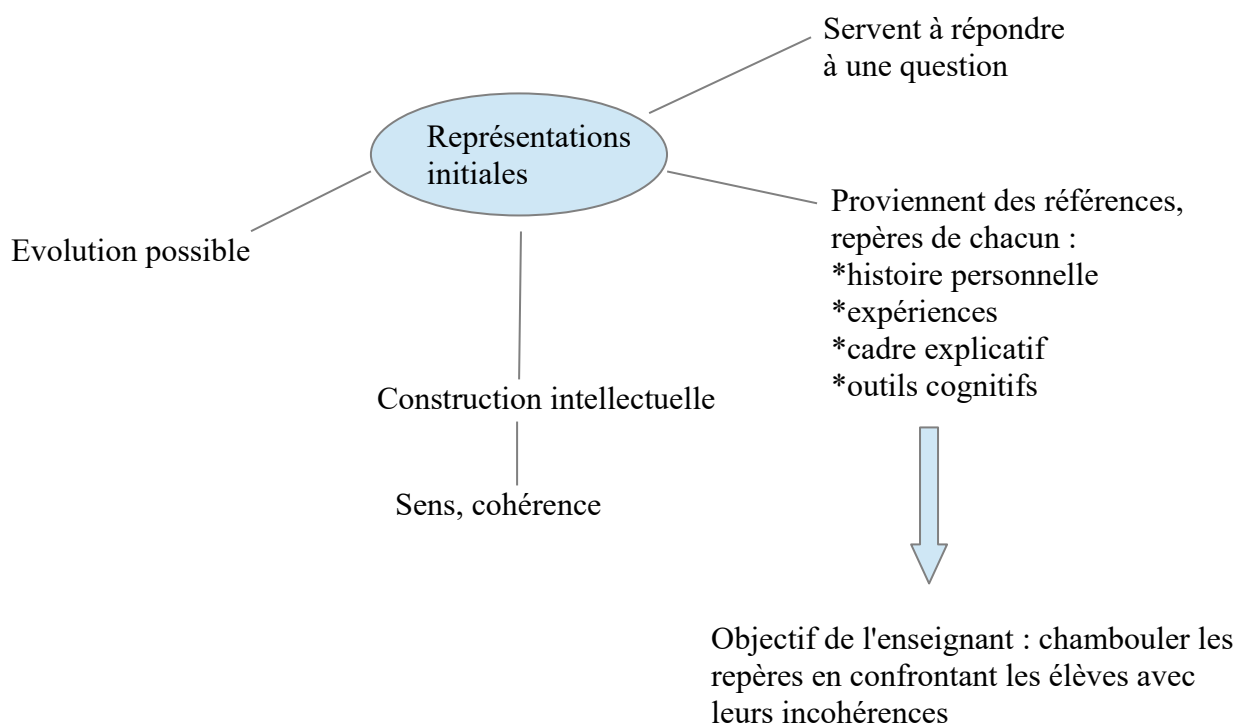 Servent à répondre
à une question
Représentations
initiales
Proviennent des références,
repères de chacun :
*histoire personnelle
*expériences
*cadre explicatif
*outils cognitifs
Evolution possible
Construction intellectuelle
Sens, cohérence
Objectif de l'enseignant : chambouler les
repères en confrontant les élèves avec
leurs incohérences